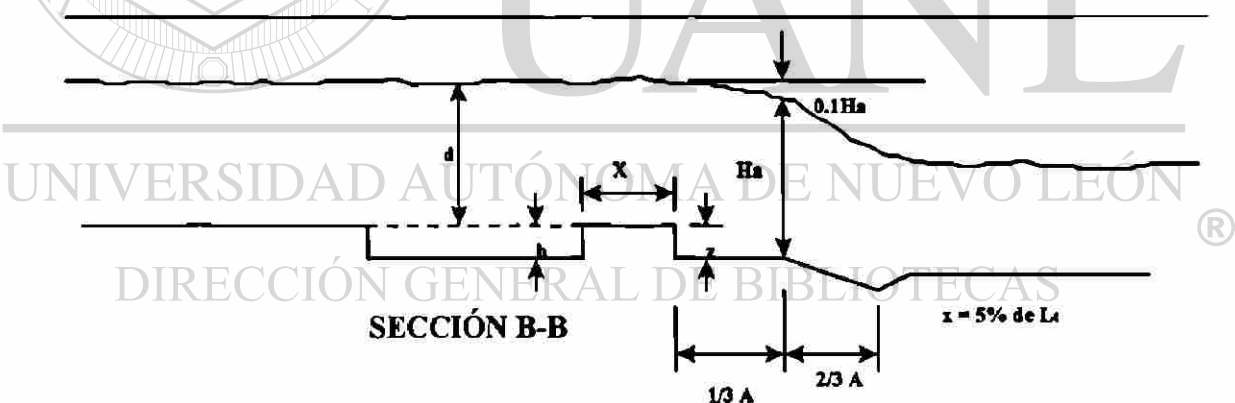 UANL
0.1Ha
d
X
Ha
UNIVERSIDAD AUTÓNOMA DE NUEVO LEÓN
®
h
z
DIRECCIÓN GENERAL DE BIBLIOTECAS
SECCIÓN B-B
x = 5% de
1/3 A
2/3 A